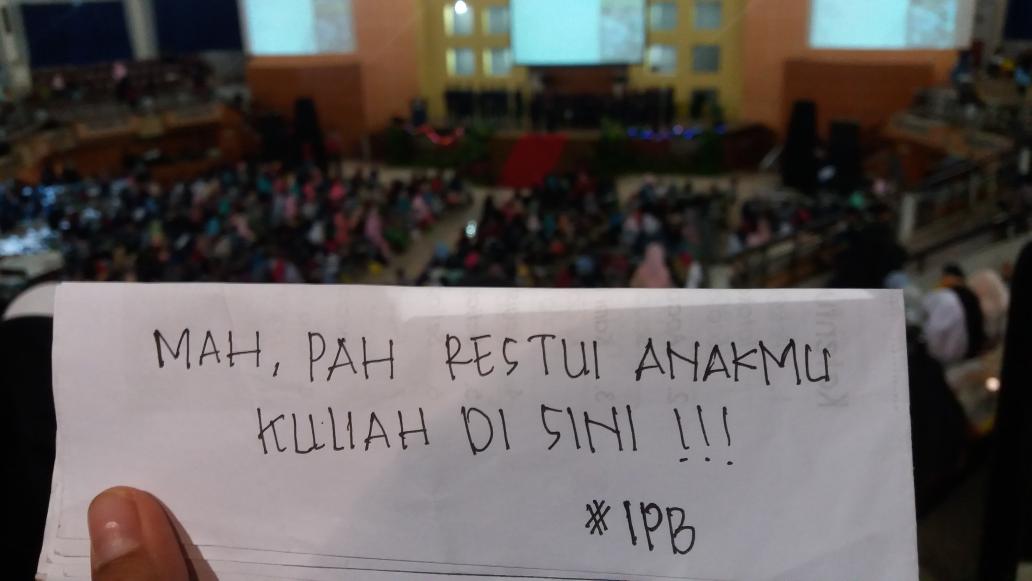 MAH, PAH RESTUI ANAKMU
KULIAH DI SINI !!!
#IPB